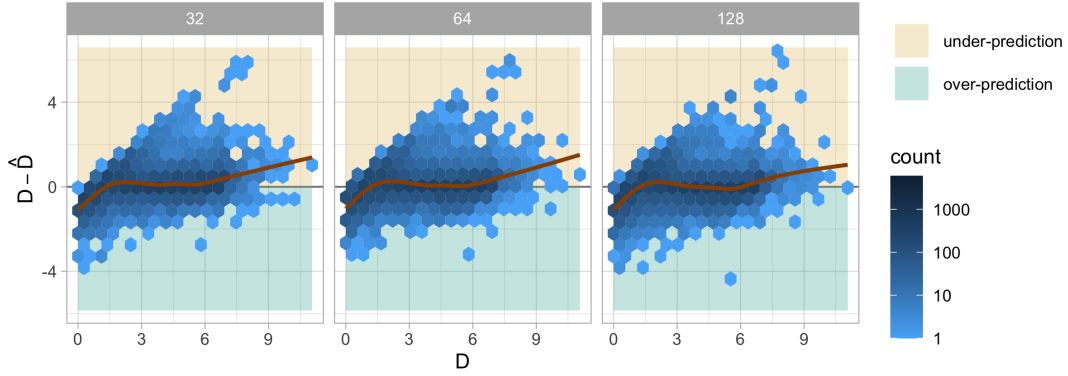 32
64
128
4
0
-4
D − D̂
0 3 6 9
0 3 6 9
0 3 6 9
D
under-prediction
over-prediction
count
1000
100
10
1